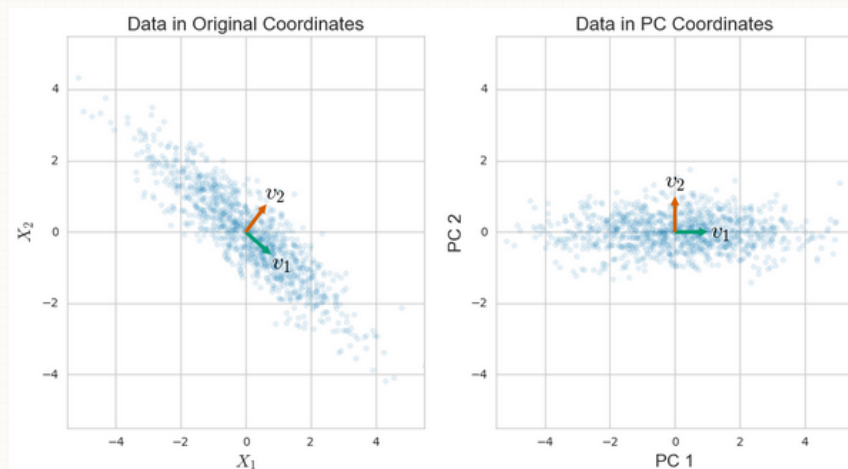 Data in Original Coordinates
4
2
0
−2
−4
X₂
v₂
v₁
−4 −2 0 2 4
X₁
Data in PC Coordinates
4
2
0
−2
−4
PC 2
v₂
v₁
−4 −2 0 2 4
PC 1